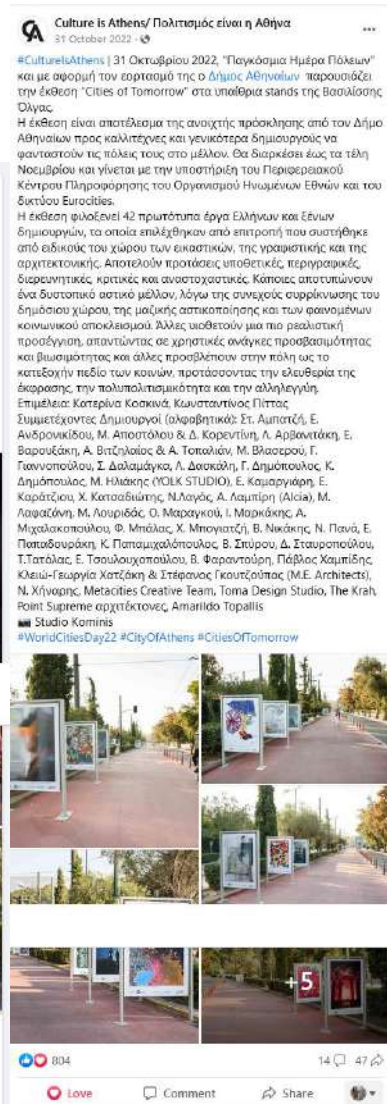 Culture is Athens/ Πολιτισμός είναι η Αθήνα
31 October 2022
#CultureIsAthens | 31 Οκτωβρίου 2022, "Παγκόσμια Ημέρα Πόλεων"
και με αφορμή τον εορτασμό της ο Δήμος Αθηναίων παρουσιάζει
την έκθεση "Cities of Tomorrow" στα υπαίθρια stands της Βασιλίσσης
Όλγας.
Η έκθεση είναι αποτέλεσμα της ανοιχτής πρόσκλησης από τον Δήμο
Αθηναίων προς καλλιτέχνες και γενικότερα δημιουργούς να
φανταστούν τις πόλεις τους στο μέλλον. Θα διαρκέσει έως τα τέλη
Νοεμβρίου και γίνεται με την υποστήριξη του Περιφερειακού
Κέντρου Πληροφόρησης του Οργανισμού Ηνωμένων Εθνών και του
δικτύου Eurocities.
Η έκθεση φιλοξενεί 42 πρωτότυπα έργα Ελλήνων και ξένων
δημιουργών, τα οποία επιλέχθηκαν από επιτροπή που συστήθηκε
από ειδικούς του χώρου των εικαστικών, της γραφιστικής και της
αρχιτεκτονικής. Αποτελούν προτάσεις υποθετικές, περιγραφικές,
διερευνητικές, κριτικές και αναστοχαστικές. Κάποιες αποτυπώνουν
ένα δυστοπικό αστικό μέλλον, λόγω της συνεχούς συρρίκνωσης του
δημόσιου χώρου, της μαζικής αστικοποίησης και των φαινομένων
κοινωνικού αποκλεισμού. Άλλες υιοθετούν μια πιο ρεαλιστική
προσέγγιση, απαντώντας σε χρηστικές ανάγκες προσβασιμότητας
και βιωσιμότητας και άλλες προσβλέπουν στην πόλη ως το
κατεξοχήν πεδίο των κοινών, προτάσσοντας την ελευθερία της
έκφρασης, την πολυπολιτισμικότητα και την αλληλεγγύη.
Επιμέλεια: Κατερίνα Κοσκινά, Κωνσταντίνος Πίττας
Συμμετέχοντες Δημιουργοί (αλφαβητικά): Στ. Αμπατζή, Ε.
Ανδρονικίδου, Μ. Αποστόλου & Δ. Κορεντίνη, Λ. Αρβανιτάκη, Ε.
Βαρουξάκη, Α. Βιτζηλαίος & Α. Τοπαλιάν, Μ. Βλασερού, Γ.
Γιαννοπούλου, Σ. Δαλαμάγκα, Λ. Δασκάλη, Γ. Δημόπουλος, Κ.
Δημόπουλος, Μ. Ηλιάκης (YOLK STUDIO), Ε. Καμαργιάρη, Ε.
Καράτζιου, Χ. Κατσαδιώτης, Ν.Λαγός, Α. Λαμπίρη (Alcia), Μ.
Λαφαζάνη, Μ. Λουριδάς, Ο. Μαραγκού, Ι. Μαρκάκης, Α.
Μιχαλακοπούλου, Φ. Μπάλας, Χ. Μπογιατζή, Β. Νικάκης, Ν. Πανά, Ε.
Παπαδουράκη, Κ. Παπαμιχαλόπουλος, Β. Σπύρου, Δ. Σταυροπούλου,
Τ.Τατόλας, Ε. Τσουλουχοπούλου, Β. Φαραντούρη, Πάβλος Χαμπίδης,
Κλειώ-Γεωργία Χατζάκη & Στέφανος Γκουτζούπας (M.E. Architects),
Ν. Χήναρης, Metacities Creative Team, Toma Design Studio, The Krah,
Point Supreme αρχιτέκτονες, Amarildo Topallis
Studio Kominis
#WorldCitiesDay22 #CityOfAthens #CitiesOfTomorrow
+5
804
14 47
Love Comment Share